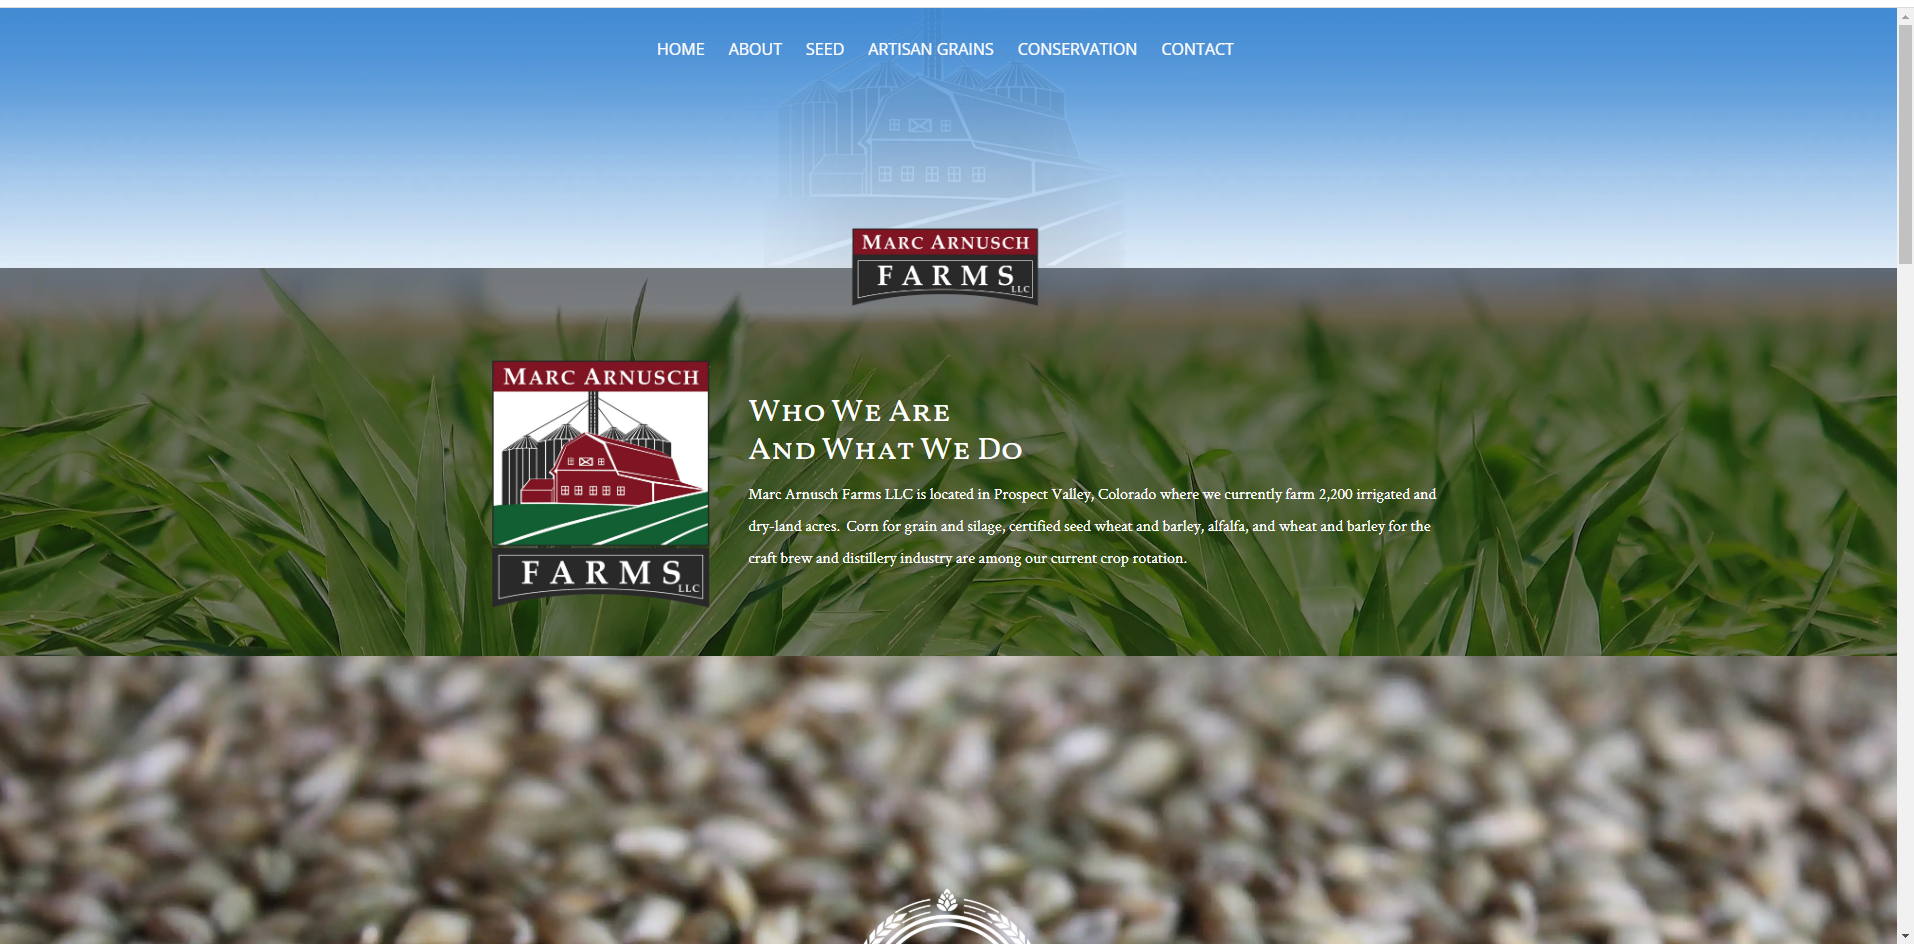 HOME ABOUT SEED ARTISAN GRAINS CONSERVATION CONTACT
MARC ARNUSCH
FARMS LLC
MARC ARNUSCH
FARMS LLC
WHO WE ARE
AND WHAT WE DO
Marc Arnusch Farms LLC is located in Prospect Valley, Colorado where we currently farm 2,200 irrigated and
dry-land acres.  Corn for grain and silage, certified seed wheat and barley, alfalfa, and wheat and barley for the
craft brew and distillery industry are among our current crop rotation.